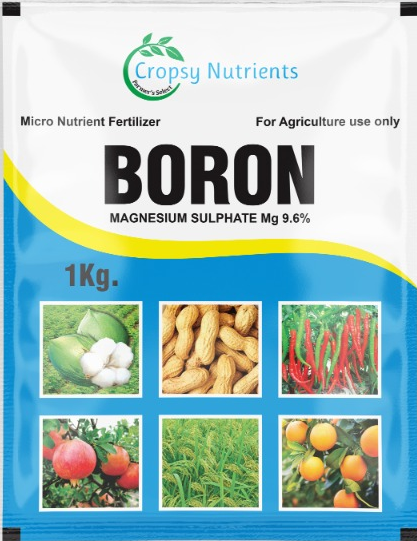 Cropsy Nutrients
Farmer's Select
Micro Nutrient Fertilizer
For Agriculture use only
BORON
MAGNESIUM SULPHATE Mg 9.6%
1Kg.